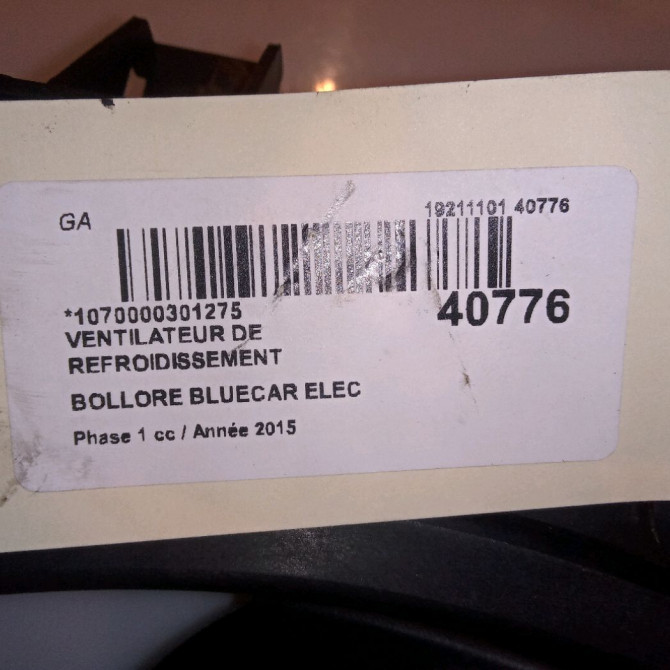 GA
19211101 40776
*1070000301275
40776
VENTILATEUR DE
REFROIDISSEMENT
BOLLORE BLUECAR ELEC
Phase 1 cc / Année 2015